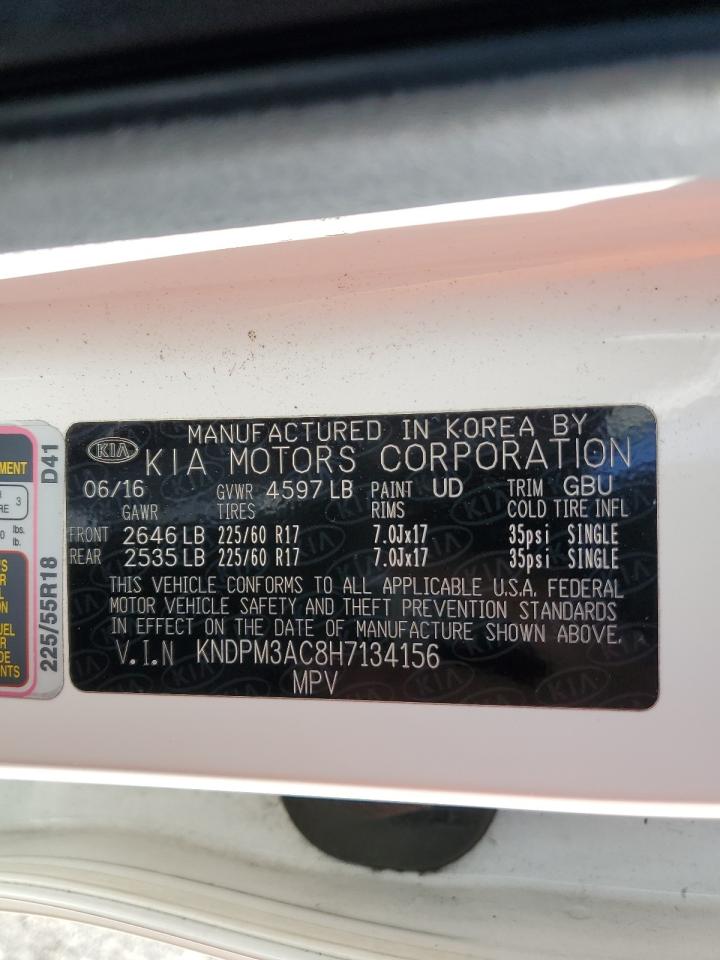 KIA
MANUFACTURED IN KOREA BY
KIA MOTORS CORPORATION
06/16 GVWR 4597 LB PAINT UD TRIM GBU
GAWR TIRES RIMS COLD TIRE INFL
FRONT 2646 LB 225/60 R17 7.0Jx17 35psi SINGLE
REAR 2535 LB 225/60 R17 7.0Jx17 35psi SINGLE
THIS VEHICLE CONFORMS TO ALL APPLICABLE U.S.A. FEDERAL
MOTOR VEHICLE SAFETY AND THEFT PREVENTION STANDARDS
IN EFFECT ON THE DATE OF MANUFACTURE SHOWN ABOVE.
V.I.N KNDPM3AC8H7134156
MPV
D41
225/55R18
3
lbs.
lb.